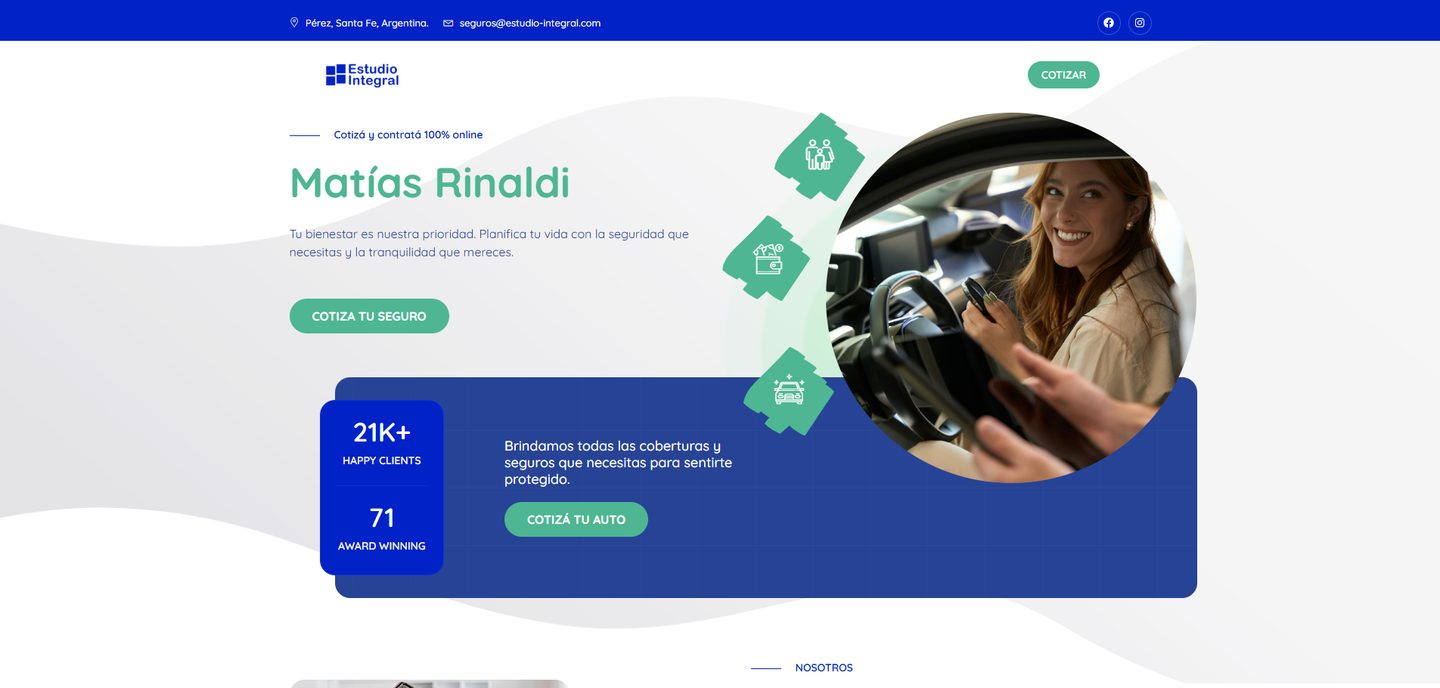 Pérez, Santa Fe, Argentina.
seguros@estudio-integral.com
Estudio
Integral
COTIZAR
Cotizá y contratá 100% online
Matías Rinaldi
Tu bienestar es nuestra prioridad. Planifica tu vida con la seguridad que
necesitas y la tranquilidad que mereces.
COTIZA TU SEGURO
21K+
HAPPY CLIENTS
71
AWARD WINNING
Brindamos todas las coberturas y
seguros que necesitas para sentirte
protegido.
COTIZÁ TU AUTO
NOSOTROS